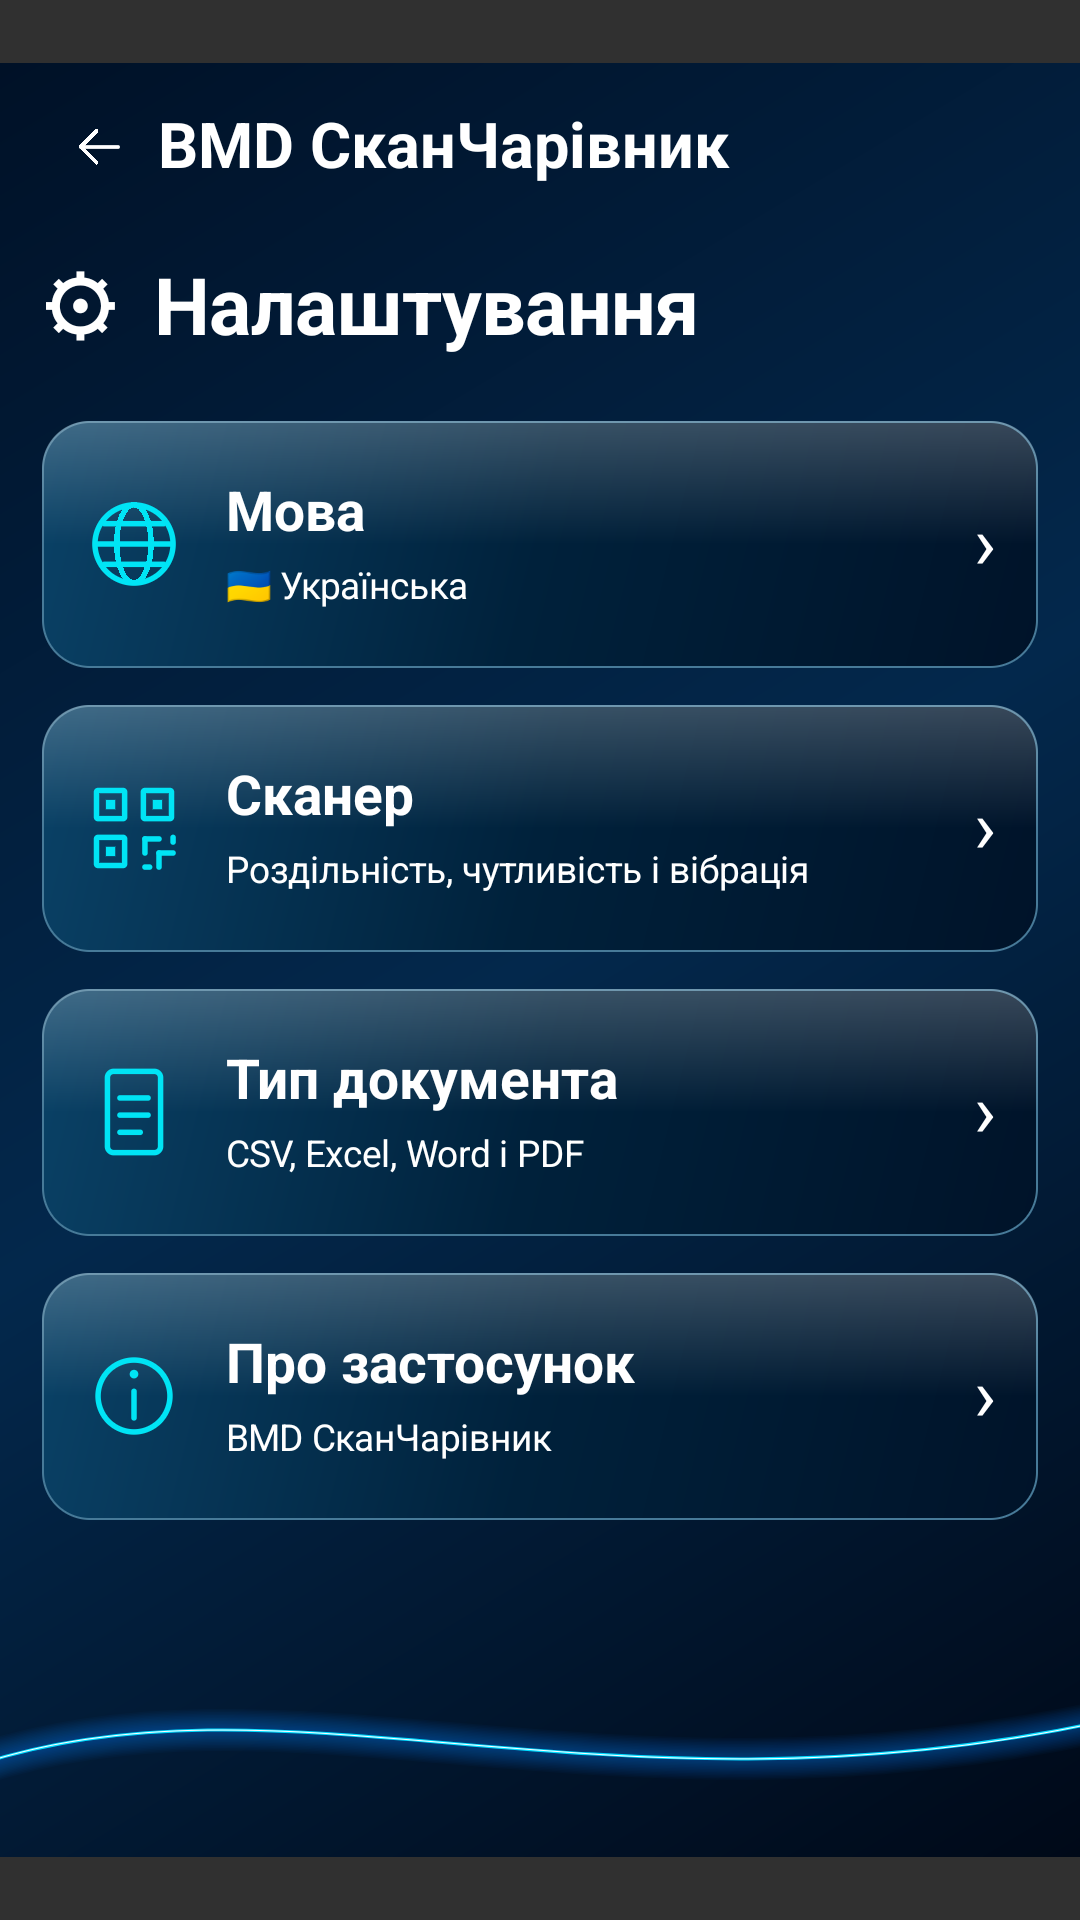 BMD СканЧарівник
Налаштування
Мова
🇺🇦 Українська
Сканер
Роздільність, чутливість і вібрація
Тип документа
CSV, Excel, Word і PDF
Про застосунок
BMD СканЧарівник